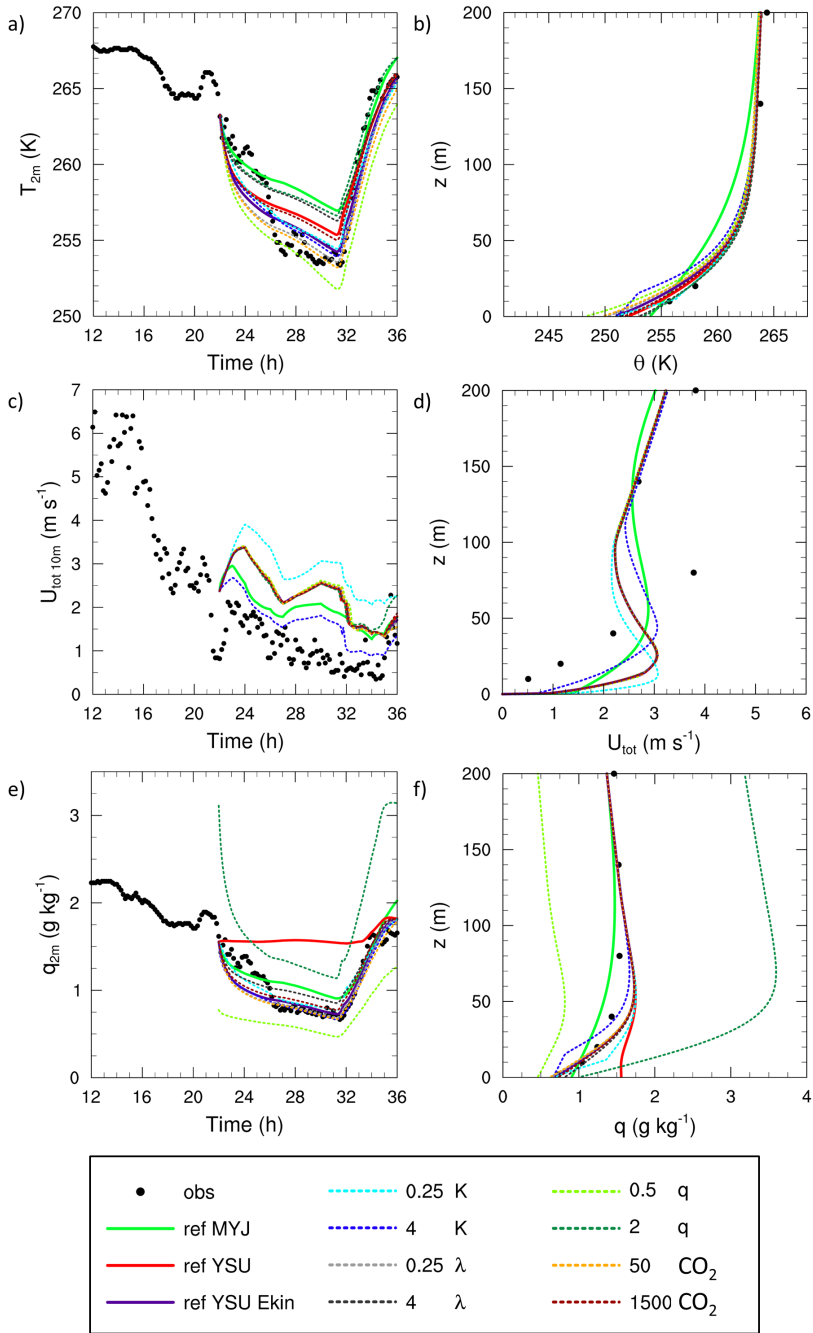 a)
270
265
260
255
250
T2m (K)
12 16 20 24 28 32 36
Time (h)
b)
200
150
100
50
0
z (m)
245 250 255 260 265
θ (K)
c)
7
6
5
4
3
2
1
0
Utot 10m (m s-1)
12 16 20 24 28 32 36
Time (h)
d)
200
150
100
50
0
z (m)
0 1 2 3 4 5 6
Utot (m s-1)
e)
3
2
1
0
q2m (g kg-1)
12 16 20 24 28 32 36
Time (h)
f)
200
150
100
50
0
z (m)
0 1 2 3 4
q (g kg-1)
obs
ref MYJ
ref YSU
ref YSU Ekin
0.25 K
4 K
0.25 λ
4 λ
0.5 q
2 q
50 CO2
1500 CO2